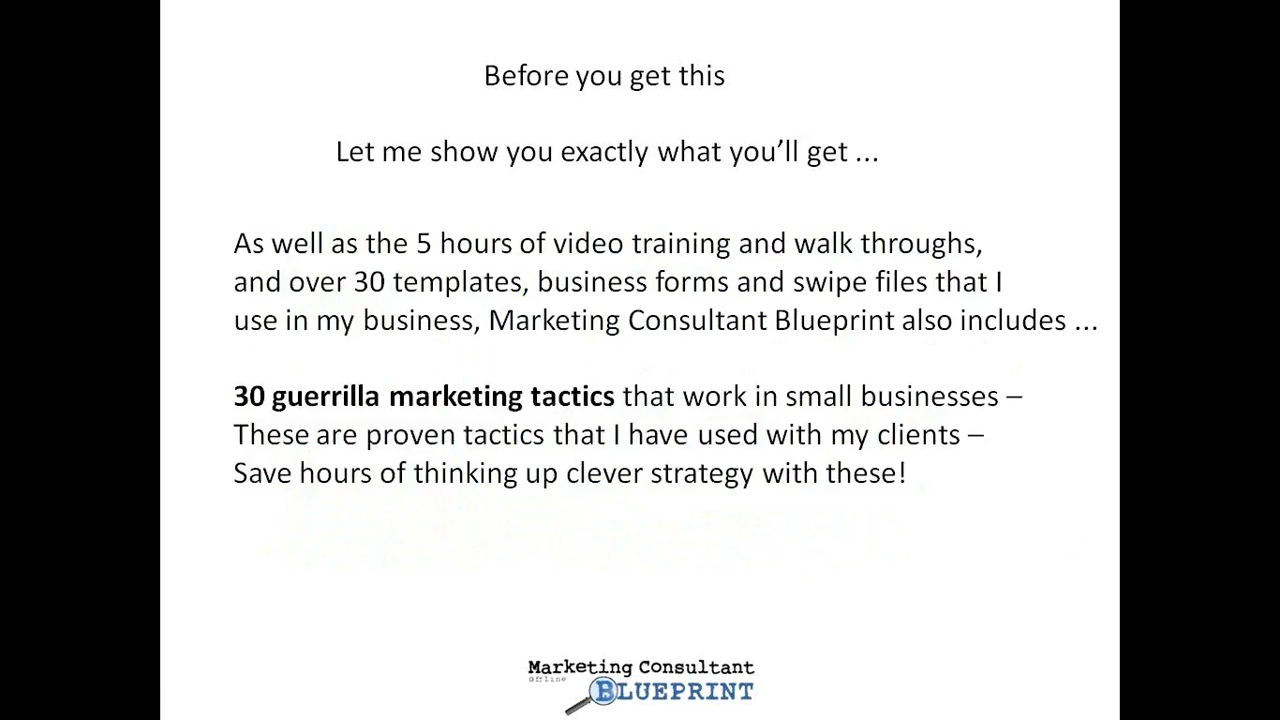 Before you get this
Let me show you exactly what you’ll get ...
As well as the 5 hours of video training and walk throughs,
and over 30 templates, business forms and swipe files that I
use in my business, Marketing Consultant Blueprint also includes ...
30 guerrilla marketing tactics that work in small businesses –
These are proven tactics that I have used with my clients –
Save hours of thinking up clever strategy with these!
Marketing Consultant
Offline
BLUEPRINT